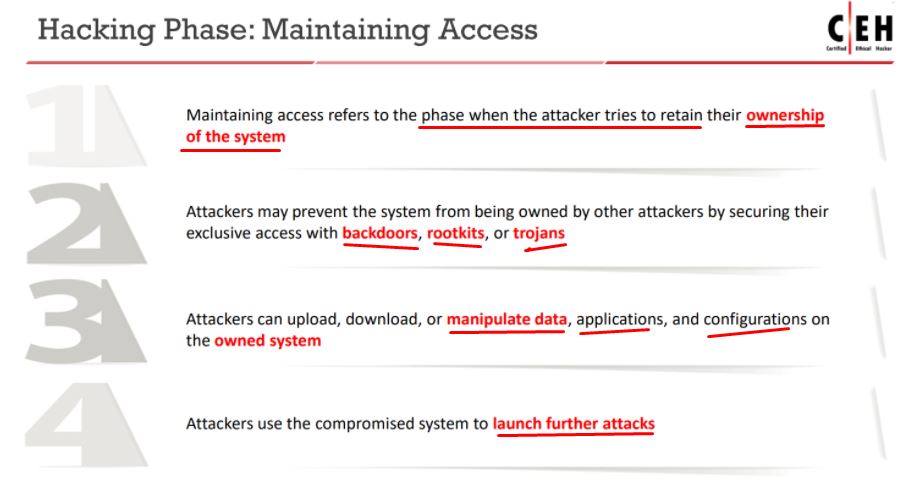 Hacking Phase: Maintaining Access
C|EH
Certified Ethical Hacker
1
Maintaining access refers to the phase when the attacker tries to retain their ownership
of the system
2
Attackers may prevent the system from being owned by other attackers by securing their
exclusive access with backdoors, rootkits, or trojans
3
Attackers can upload, download, or manipulate data, applications, and configurations on
the owned system
4
Attackers use the compromised system to launch further attacks